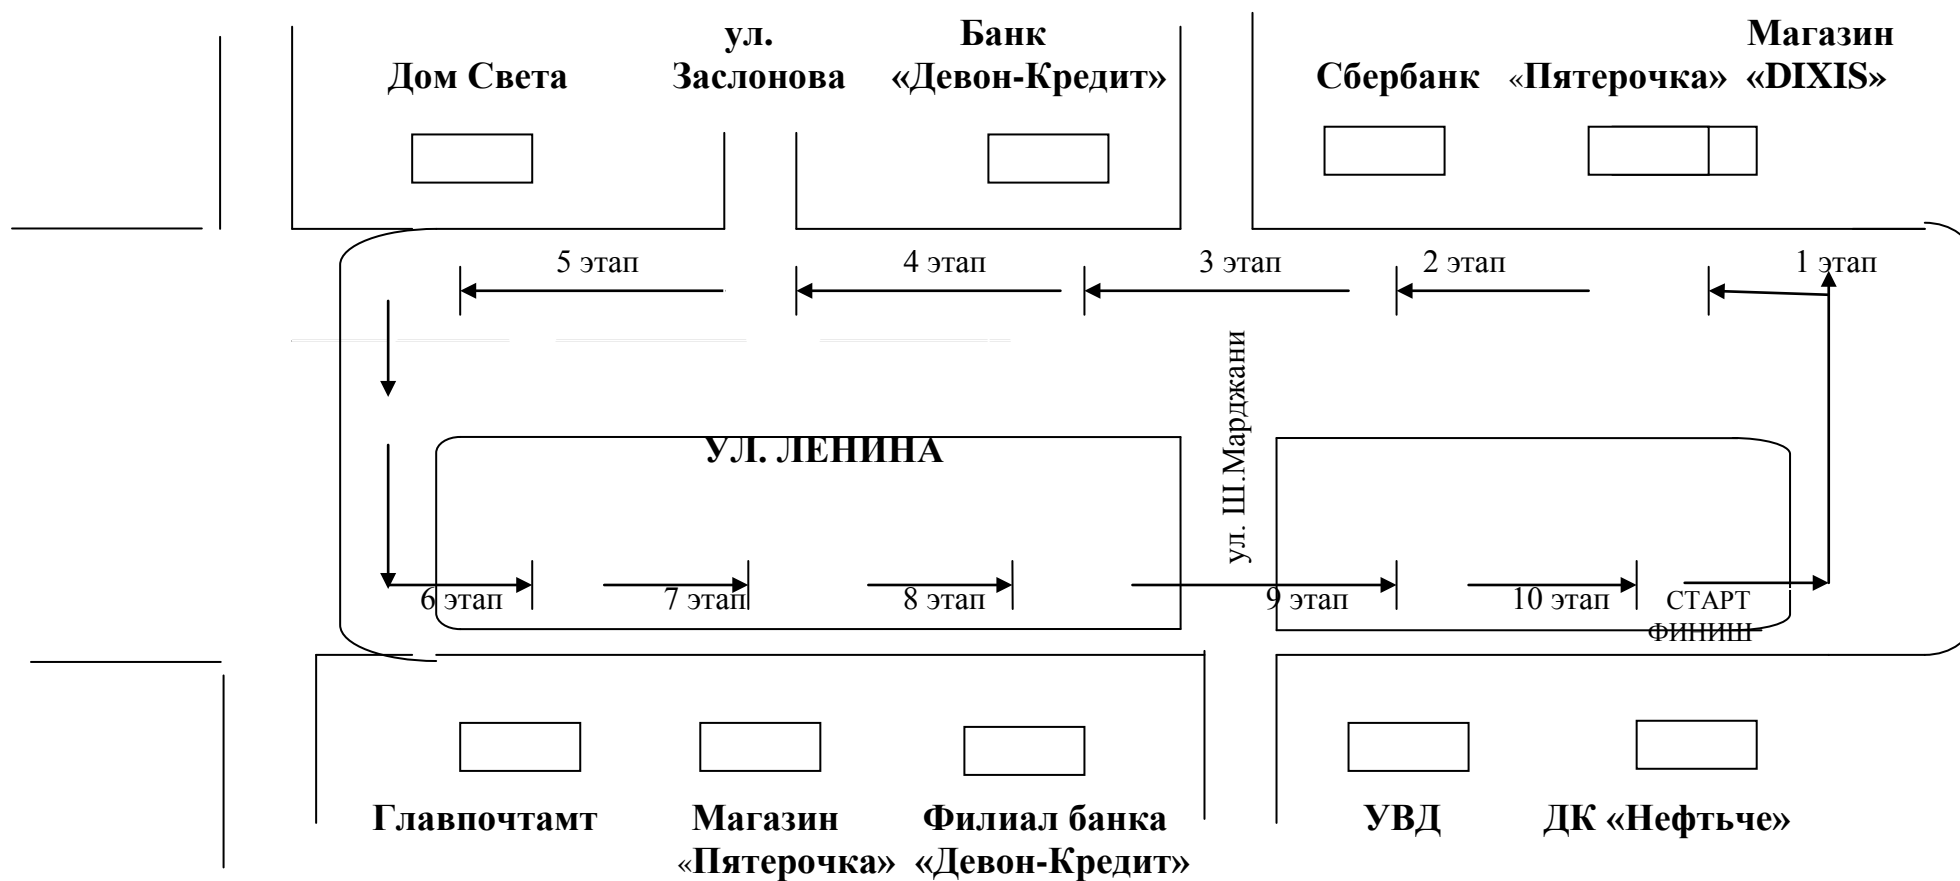 ул.
Заслонова
Дом Света
Банк
«Девон-Кредит»
Сбербанк
«Пятерочка»
Магазин
«DIXIS»
5 этап
4 этап
3 этап
2 этап
1 этап
ул. Ш.Марджани
УЛ. ЛЕНИНА
6 этап
7 этап
8 этап
9 этап
10 этап
СТАРТ
ФИНИШ
Главпочтамт
Магазин
«Пятерочка»
Филиал банка
«Девон-Кредит»
УВД
ДК «Нефтьче»